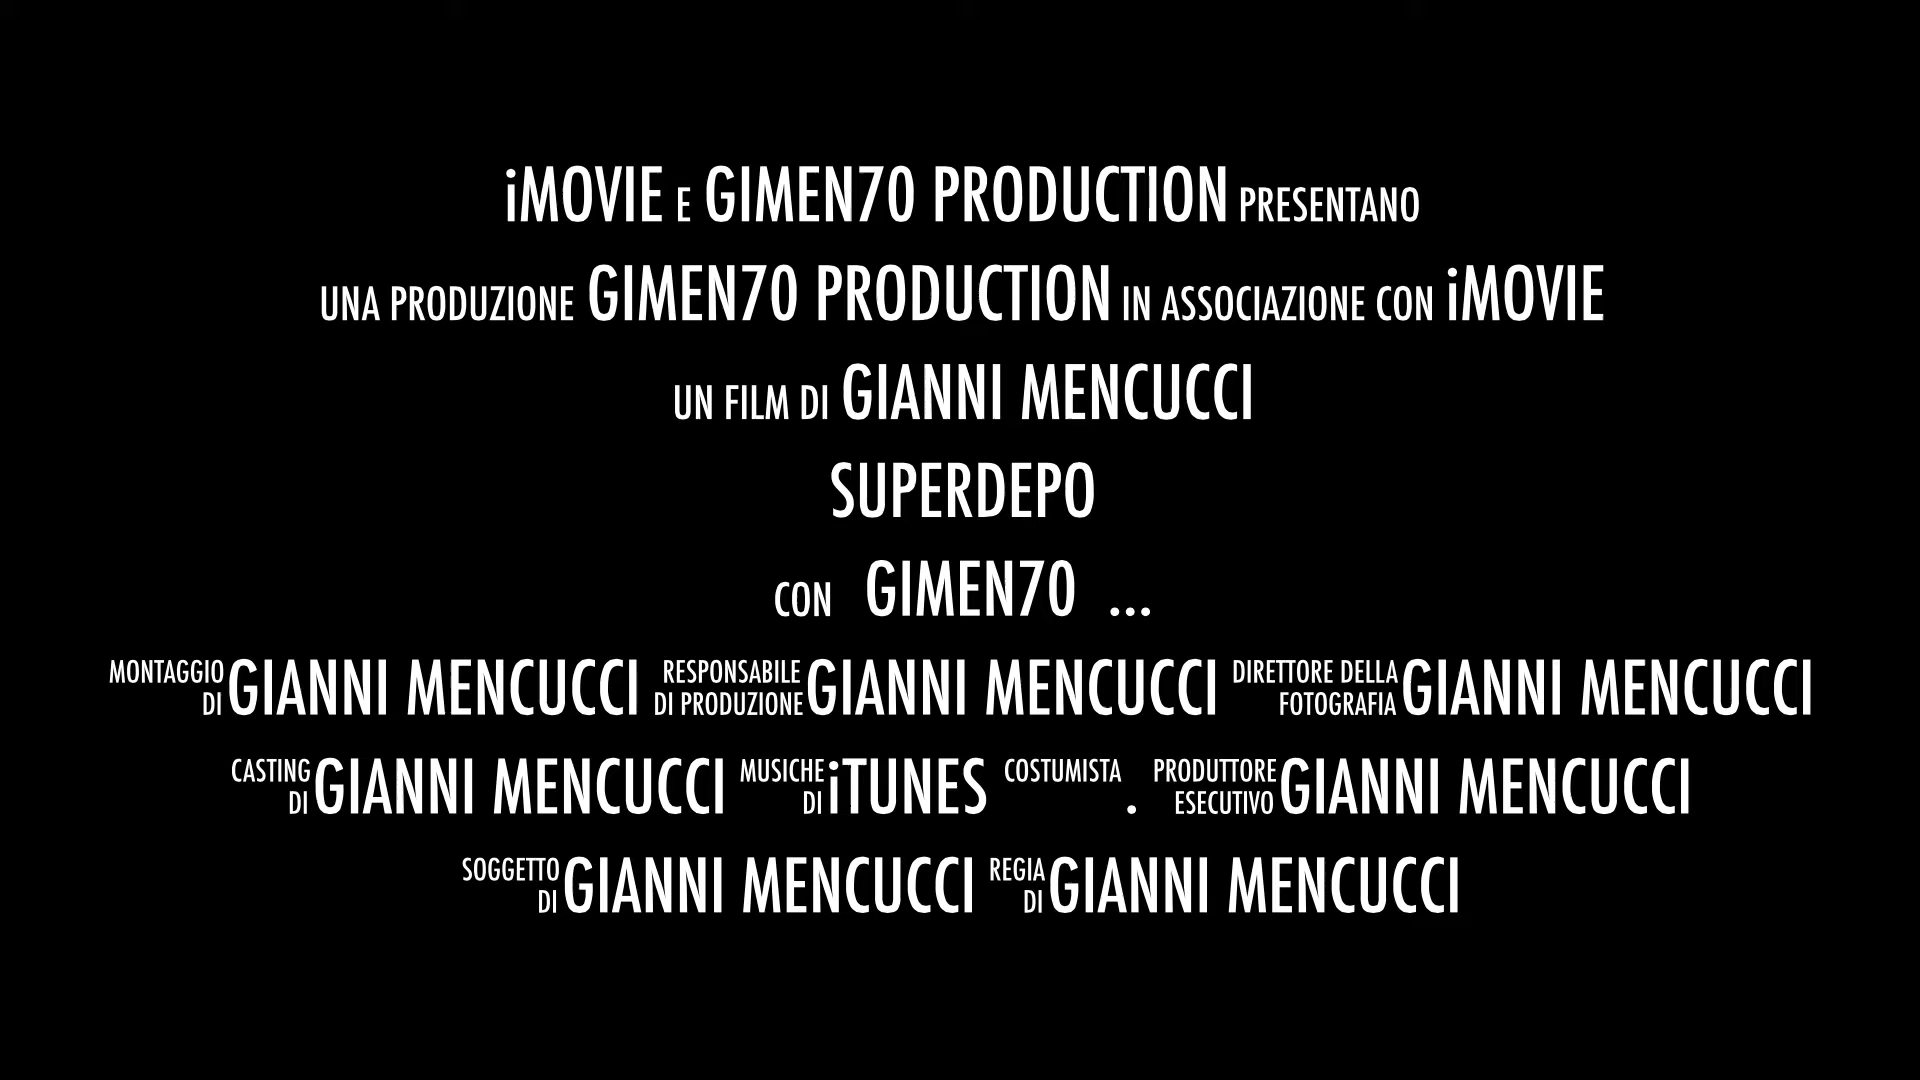 iMOVIE E GIMEN70 PRODUCTION PRESENTANO
UNA PRODUZIONE GIMEN70 PRODUCTION IN ASSOCIAZIONE CON iMOVIE
UN FILM DI GIANNI MENCUCCI
SUPERDEPO
CON GIMEN70 ...
MONTAGGIO DI GIANNI MENCUCCI RESPONSABILE DI PRODUZIONE GIANNI MENCUCCI DIRETTORE DELLA FOTOGRAFIA GIANNI MENCUCCI
CASTING DI GIANNI MENCUCCI MUSICHE DI iTUNES COSTUMISTA . PRODUTTORE ESECUTIVO GIANNI MENCUCCI
SOGGETTO DI GIANNI MENCUCCI REGIA DI GIANNI MENCUCCI